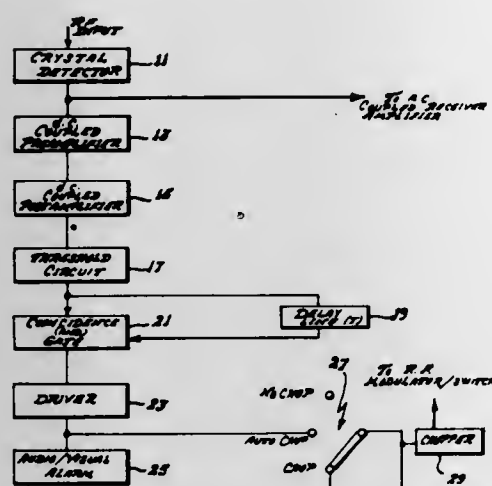 RF
INPUT
CRYSTAL
DETECTOR
11
TO A.C.
COUPLED RECEIVER
AMPLIFIER
D.C.
COUPLED
PREAMPLIFIER
13
D.C.
COUPLED
POSTAMPLIFIER
15
THRESHOLD
CIRCUIT
17
COINCIDENCE
(AND)
GATE
21
DELAY
LINE (T)
19
DRIVER
23
NO CHOP
27
TO R.F.
MODULATOR/SWITCH
AUTO CHOP
CHOP
CHOPPER
29
AUDIO/VISUAL
ALARM
25